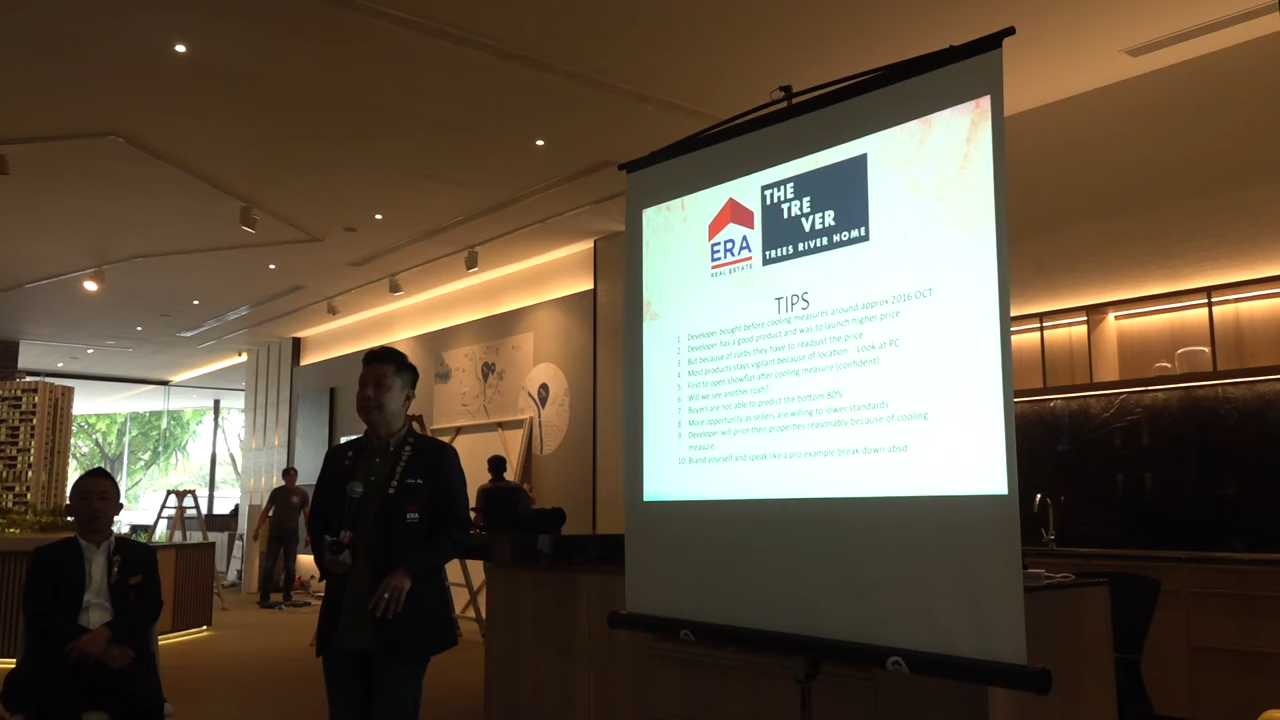 THE
TRE
VER
TREES RIVER HOME
ERA
REAL ESTATE
TIPS
1. Developer bought before cooling measures around approx 2016 OCT
2. Developer has a good product and was to launch higher price
3. But because of curbs they have to readjust the price
4. Most products stays vigilant because of location .. Look at PC
5. First to open showflat after cooling measure (confident)
6. Will we see another rush?
7. Buyers are not able to predict the bottom 80%
8. More opportunity as sellers are willing to lower standards
9. Developer will price their properties reasonably because of cooling
measure
10. Brand yourself and speak like a pro example break down absd
ERA